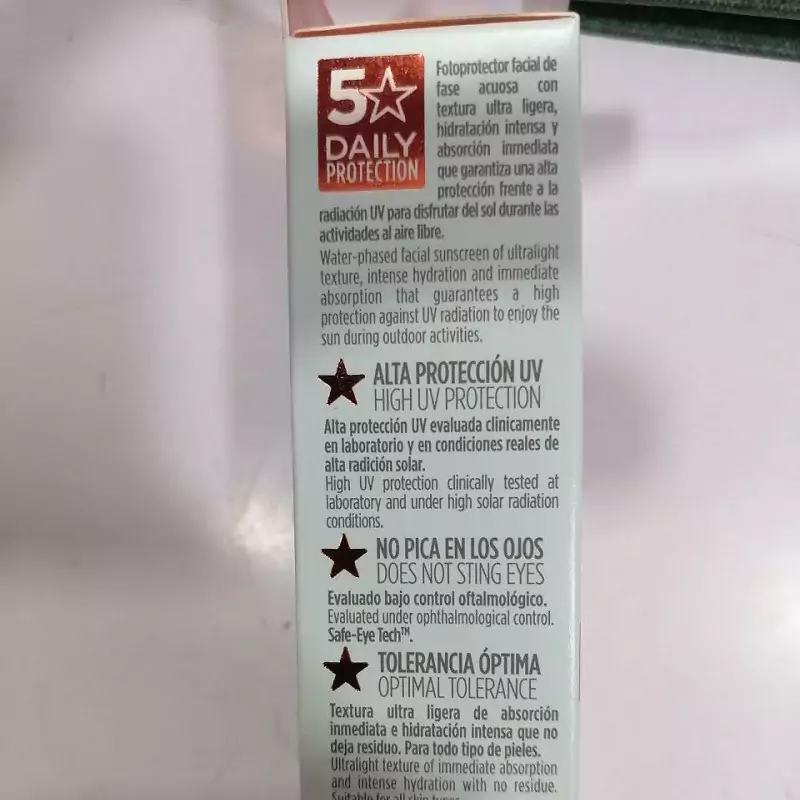 5
DAILY
PROTECTION
Fotoprotector facial de
fase acuosa con
textura ultra ligera,
hidratación intensa y
absorción inmediata
que garantiza una alta
protección frente a la
radiación UV para disfrutar del sol durante las
actividades al aire libre.
Water-phased facial sunscreen of ultralight
texture, intense hydration and immediate
absorption that guarantees a high
protection against UV radiation to enjoy the
sun during outdoor activities.
ALTA PROTECCIÓN UV
HIGH UV PROTECTION
Alta protección UV evaluada clinicamente
en laboratorio y en condiciones reales de
alta radición solar.
High UV protection clinically tested at
laboratory and under high solar radiation
conditions.
NO PICA EN LOS OJOS
DOES NOT STING EYES
Evaluado bajo control oftalmológico.
Evaluated under ophthalmological control.
Safe-Eye Tech™.
TOLERANCIA ÓPTIMA
OPTIMAL TOLERANCE
Textura ultra ligera de absorción
inmediata e hidratación intensa que no
deja residuo. Para todo tipo de pieles.
Ultralight texture of immediate absorption
and intense hydration with no residue.
Suitable for all skin types.